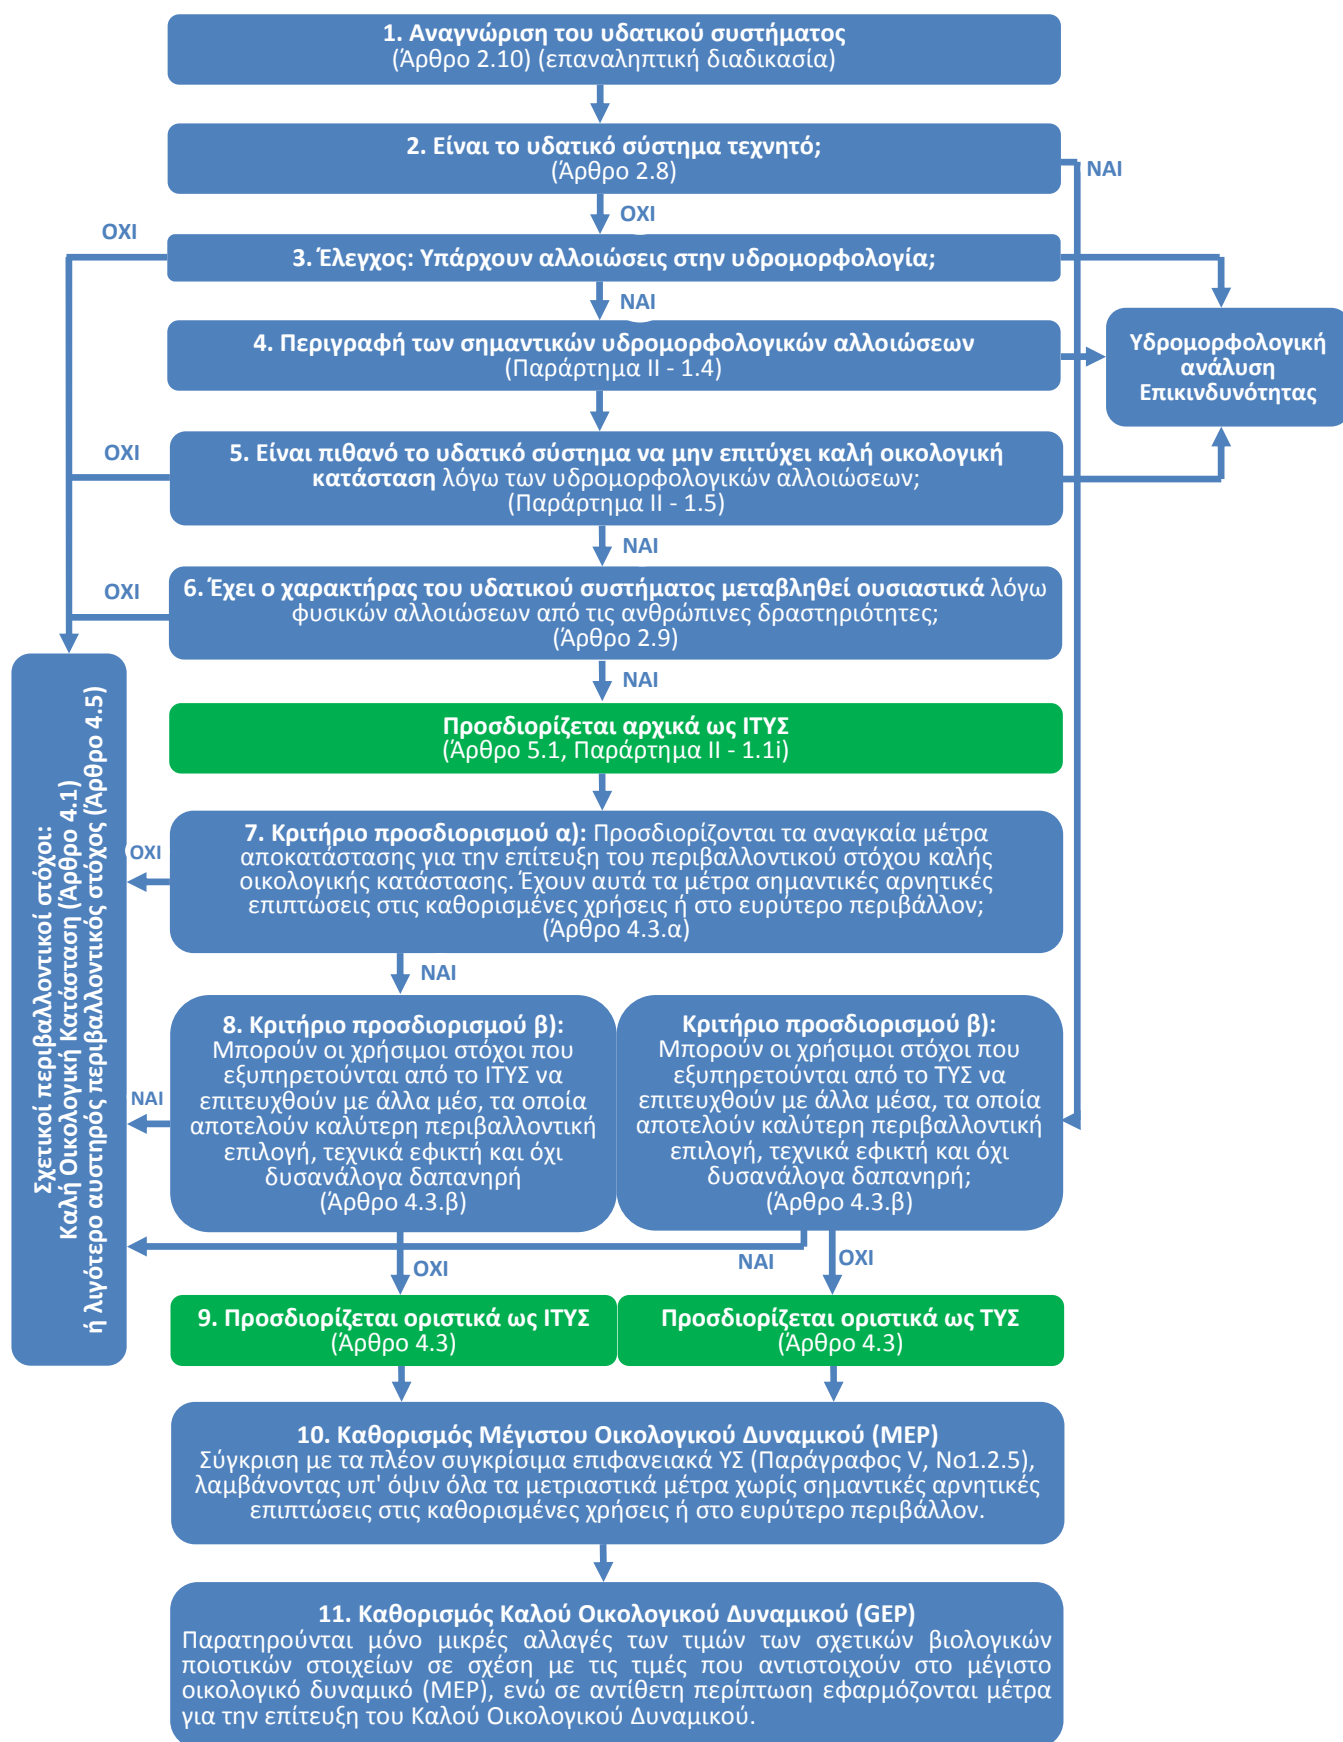 1. Αναγνώριση του υδατικού συστήματος
(Άρθρο 2.10) (επαναληπτική διαδικασία)
2. Είναι το υδατικό σύστημα τεχνητό;
(Άρθρο 2.8)
ΝΑΙ
ΟΧΙ
ΟΧΙ
3. Έλεγχος: Υπάρχουν αλλοιώσεις στην υδρομορφολογία;
ΝΑΙ
4. Περιγραφή των σημαντικών υδρομορφολογικών αλλοιώσεων
(Παράρτημα ΙΙ - 1.4)
Υδρομορφολογική
ανάλυση
Επικινδυνότητας
ΟΧΙ
5. Είναι πιθανό το υδατικό σύστημα να μην επιτύχει καλή οικολογική
κατάσταση λόγω των υδρομορφολογικών αλλοιώσεων;
(Παράρτημα ΙΙ - 1.5)
ΝΑΙ
ΟΧΙ
6. Έχει ο χαρακτήρας του υδατικού συστήματος μεταβληθεί ουσιαστικά λόγω
φυσικών αλλοιώσεων από τις ανθρώπινες δραστηριότητες;
(Άρθρο 2.9)
ΝΑΙ
Προσδιορίζεται αρχικά ως ΙΤΥΣ
(Άρθρο 5.1, Παράρτημα ΙΙ - 1.1i)
Σχετικοί περιβαλλοντικοί στόχοι:
Καλή Οικολογική Κατάσταση (Άρθρο 4.1)
ή λιγότερο αυστηρός περιβαλλοντικός στόχος (Άρθρο 4.5)
ΟΧΙ
7. Κριτήριο προσδιορισμού α): Προσδιορίζονται τα αναγκαία μέτρα
αποκατάστασης για την επίτευξη του περιβαλλοντικού στόχου καλής
οικολογικής κατάστασης. Έχουν αυτά τα μέτρα σημαντικές αρνητικές
επιπτώσεις στις καθορισμένες χρήσεις ή στο ευρύτερο περιβάλλον;
(Άρθρο 4.3.α)
ΝΑΙ
8. Κριτήριο προσδιορισμού β):
Μπορούν οι χρήσιμοι στόχοι που
εξυπηρετούνται από το ΙΤΥΣ να
επιτευχθούν με άλλα μέσ, τα οποία
αποτελούν καλύτερη περιβαλλοντική
επιλογή, τεχνικά εφικτή και όχι
δυσανάλογα δαπανηρή
(Άρθρο 4.3.β)
ΝΑΙ
Κριτήριο προσδιορισμού β):
Μπορούν οι χρήσιμοι στόχοι που
εξυπηρετούνται από το ΤΥΣ να
επιτευχθούν με άλλα μέσα, τα οποία
αποτελούν καλύτερη περιβαλλοντική
επιλογή, τεχνικά εφικτή και όχι
δυσανάλογα δαπανηρή;
(Άρθρο 4.3.β)
ΟΧΙ
ΝΑΙ
ΟΧΙ
9. Προσδιορίζεται οριστικά ως ΙΤΥΣ
(Άρθρο 4.3)
Προσδιορίζεται οριστικά ως ΤΥΣ
(Άρθρο 4.3)
10. Καθορισμός Μέγιστου Οικολογικού Δυναμικού (MEP)
Σύγκριση με τα πλέον συγκρίσιμα επιφανειακά ΥΣ (Παράγραφος V, No1.2.5),
λαμβάνοντας υπ' όψιν όλα τα μετριαστικά μέτρα χωρίς σημαντικές αρνητικές
επιπτώσεις στις καθορισμένες χρήσεις ή στο ευρύτερο περιβάλλον.
11. Καθορισμός Καλού Οικολογικού Δυναμικού (GEP)
Παρατηρούνται μόνο μικρές αλλαγές των τιμών των σχετικών βιολογικών
ποιοτικών στοιχείων σε σχέση με τις τιμές που αντιστοιχούν στο μέγιστο
οικολογικό δυναμικό (MEP), ενώ σε αντίθετη περίπτωση εφαρμόζονται μέτρα
για την επίτευξη του Καλού Οικολογικού Δυναμικού.